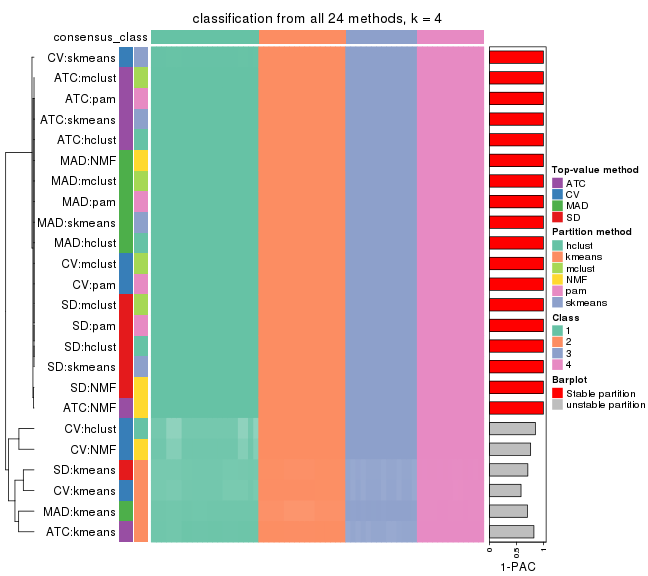 classification from all 24 methods, k = 4
consensus_class
CV:skmeans
ATC:mclust
ATC:pam
ATC:skmeans
ATC:hclust
MAD:NMF
MAD:mclust
MAD:pam
MAD:skmeans
MAD:hclust
CV:mclust
CV:pam
SD:mclust
SD:pam
SD:hclust
SD:skmeans
SD:NMF
ATC:NMF
CV:hclust
CV:NMF
SD:kmeans
CV:kmeans
MAD:kmeans
ATC:kmeans
0
0.5
1
1-PAC
Top-value method
ATC
CV
MAD
SD
Partition method
hclust
kmeans
mclust
NMF
pam
skmeans
Class
1
2
3
4
Barplot
Stable partition
unstable partition